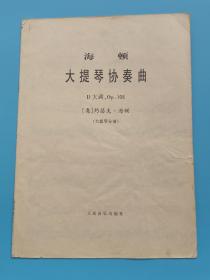 海 顿
大提琴协奏曲
D大调,Op.101
[奥]约瑟夫·海顿
(大提琴分谱)
人民音乐出版社